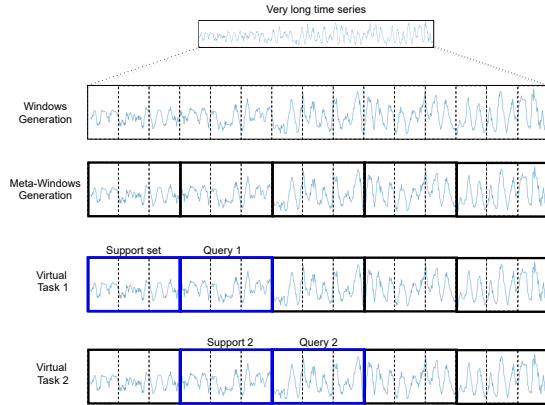 Very long time series
Windows
Generation
Meta-Windows
Generation
Support set
Query 1
Virtual
Task 1
Support 2
Query 2
Virtual
Task 2